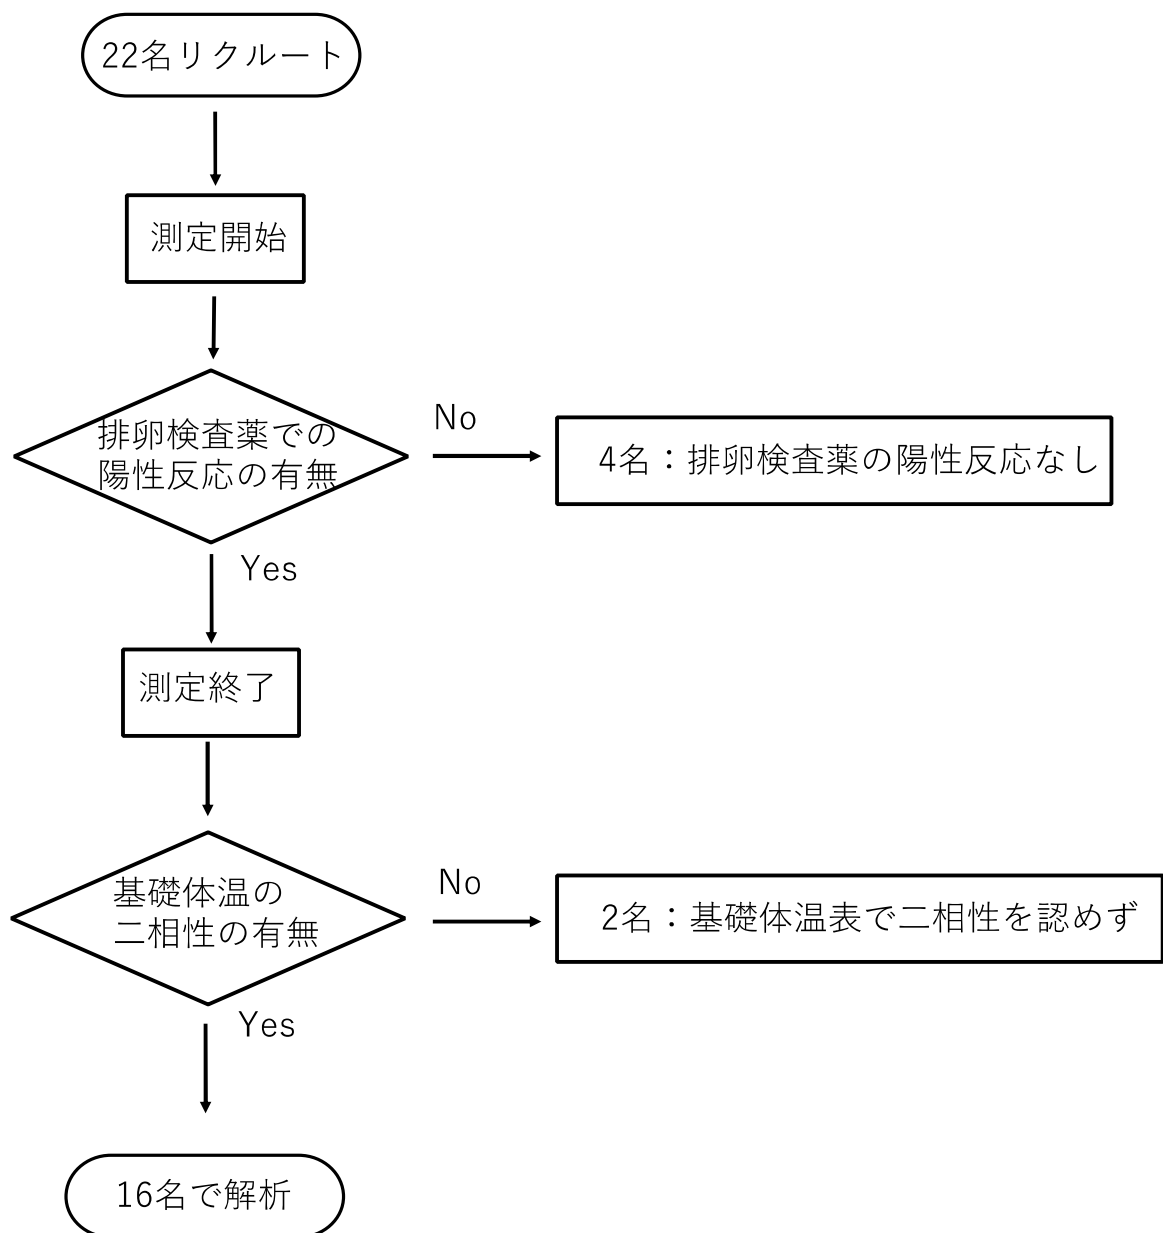 22名リクルート
測定開始
排卵検査薬での
陽性反応の有無
No
4名：排卵検査薬の陽性反応なし
Yes
測定終了
基礎体温の
二相性の有無
No
2名：基礎体温表で二相性を認めず
Yes
16名で解析